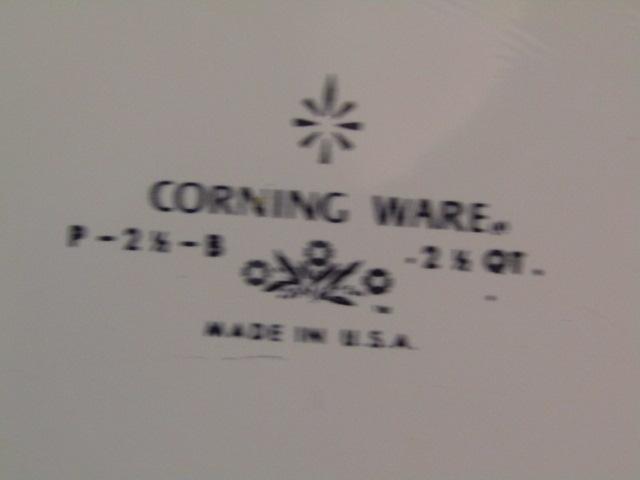 CORNING WARE®
P-2½-B
-2½ QT-
MADE IN U.S.A.